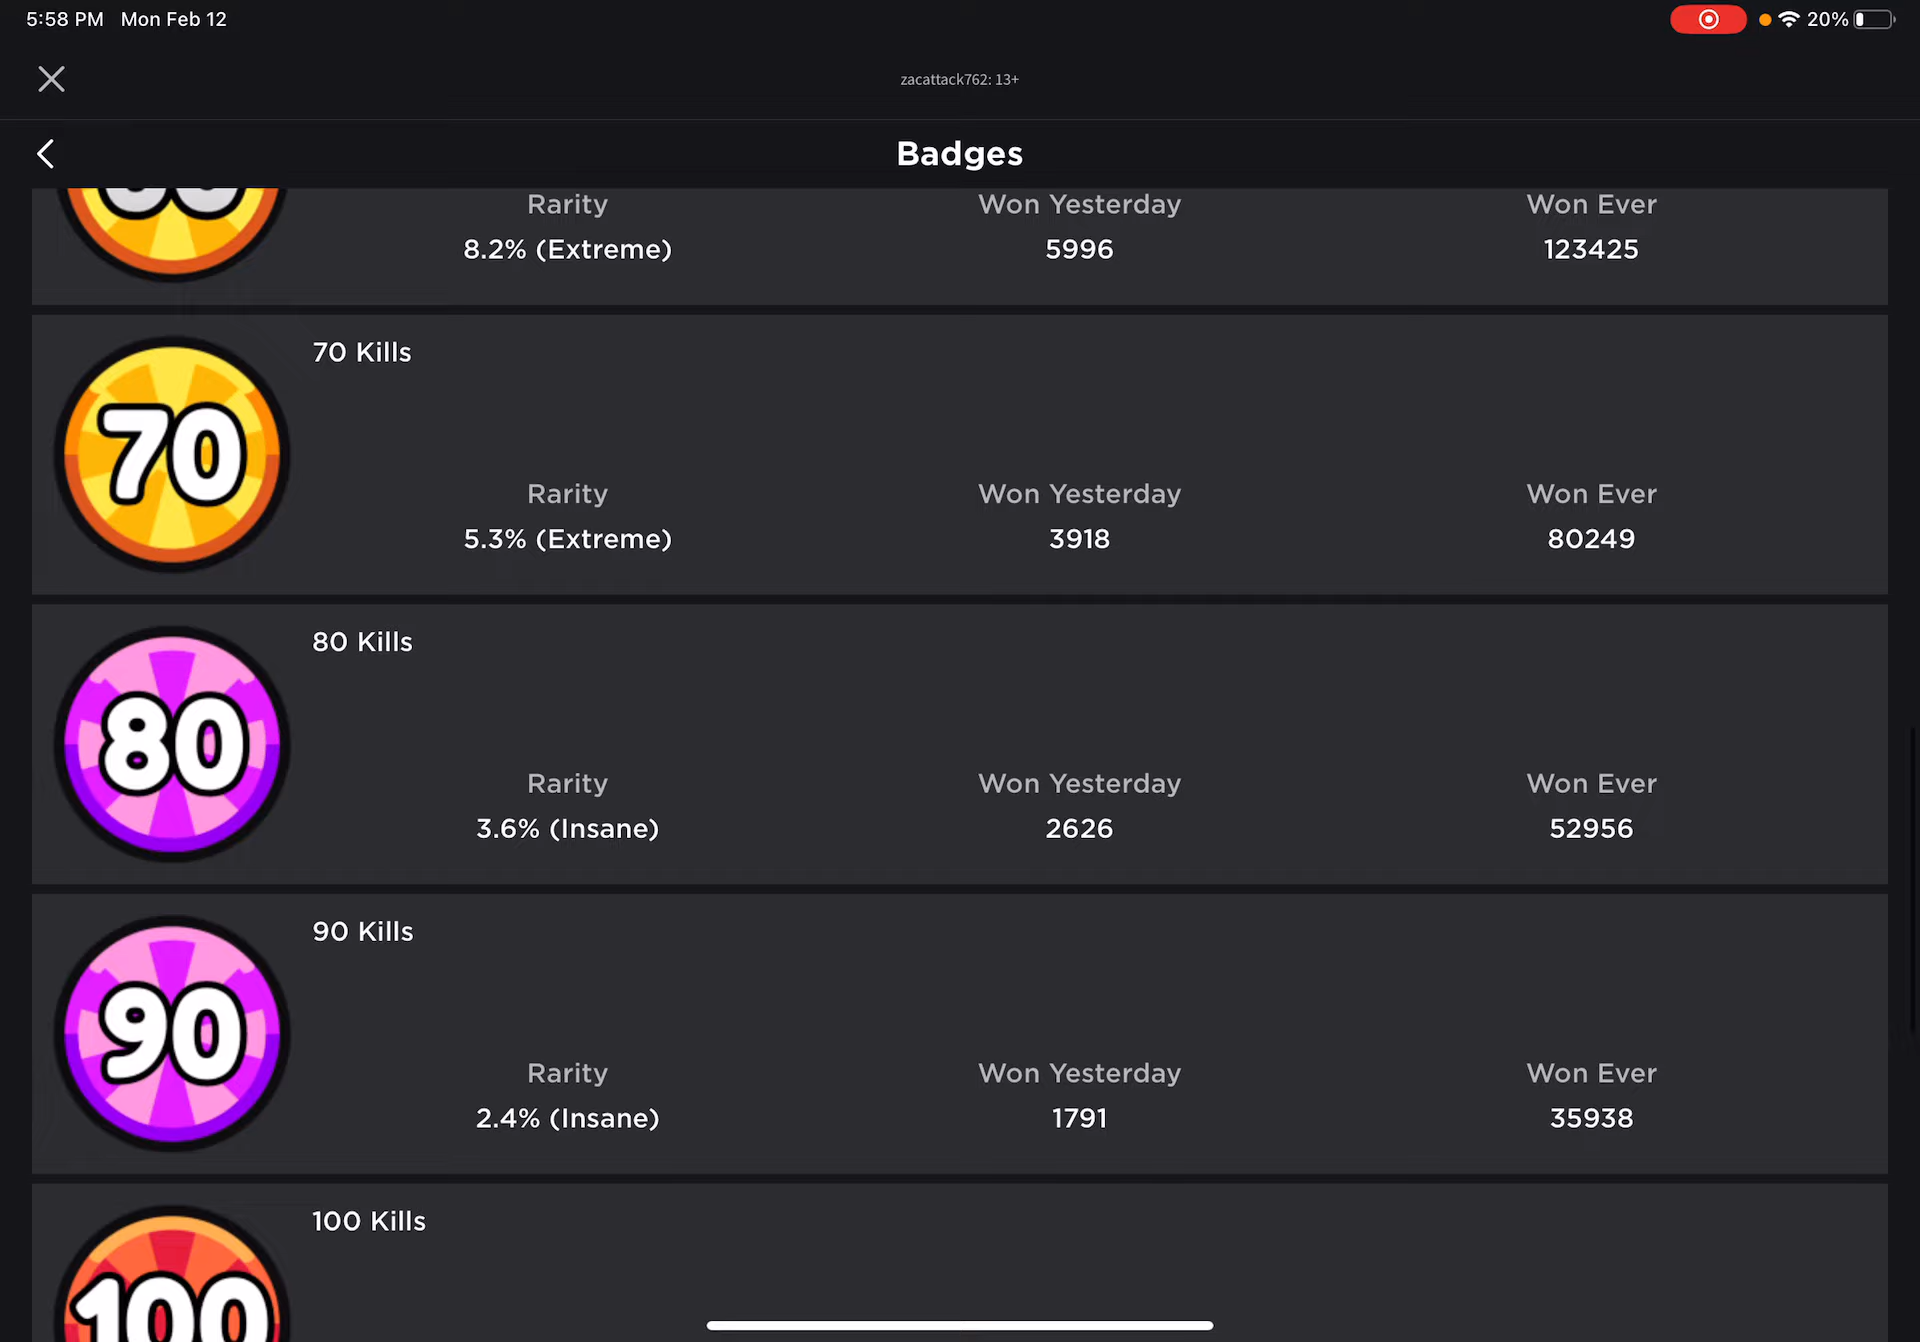 5:58 PM Mon Feb 12
20%
zacattack762: 13+
Badges
Rarity Won Yesterday Won Ever
8.2% (Extreme) 5996 123425
70 Kills
70
Rarity Won Yesterday Won Ever
5.3% (Extreme) 3918 80249
80 Kills
80
Rarity Won Yesterday Won Ever
3.6% (Insane) 2626 52956
90 Kills
90
Rarity Won Yesterday Won Ever
2.4% (Insane) 1791 35938
100 Kills
100